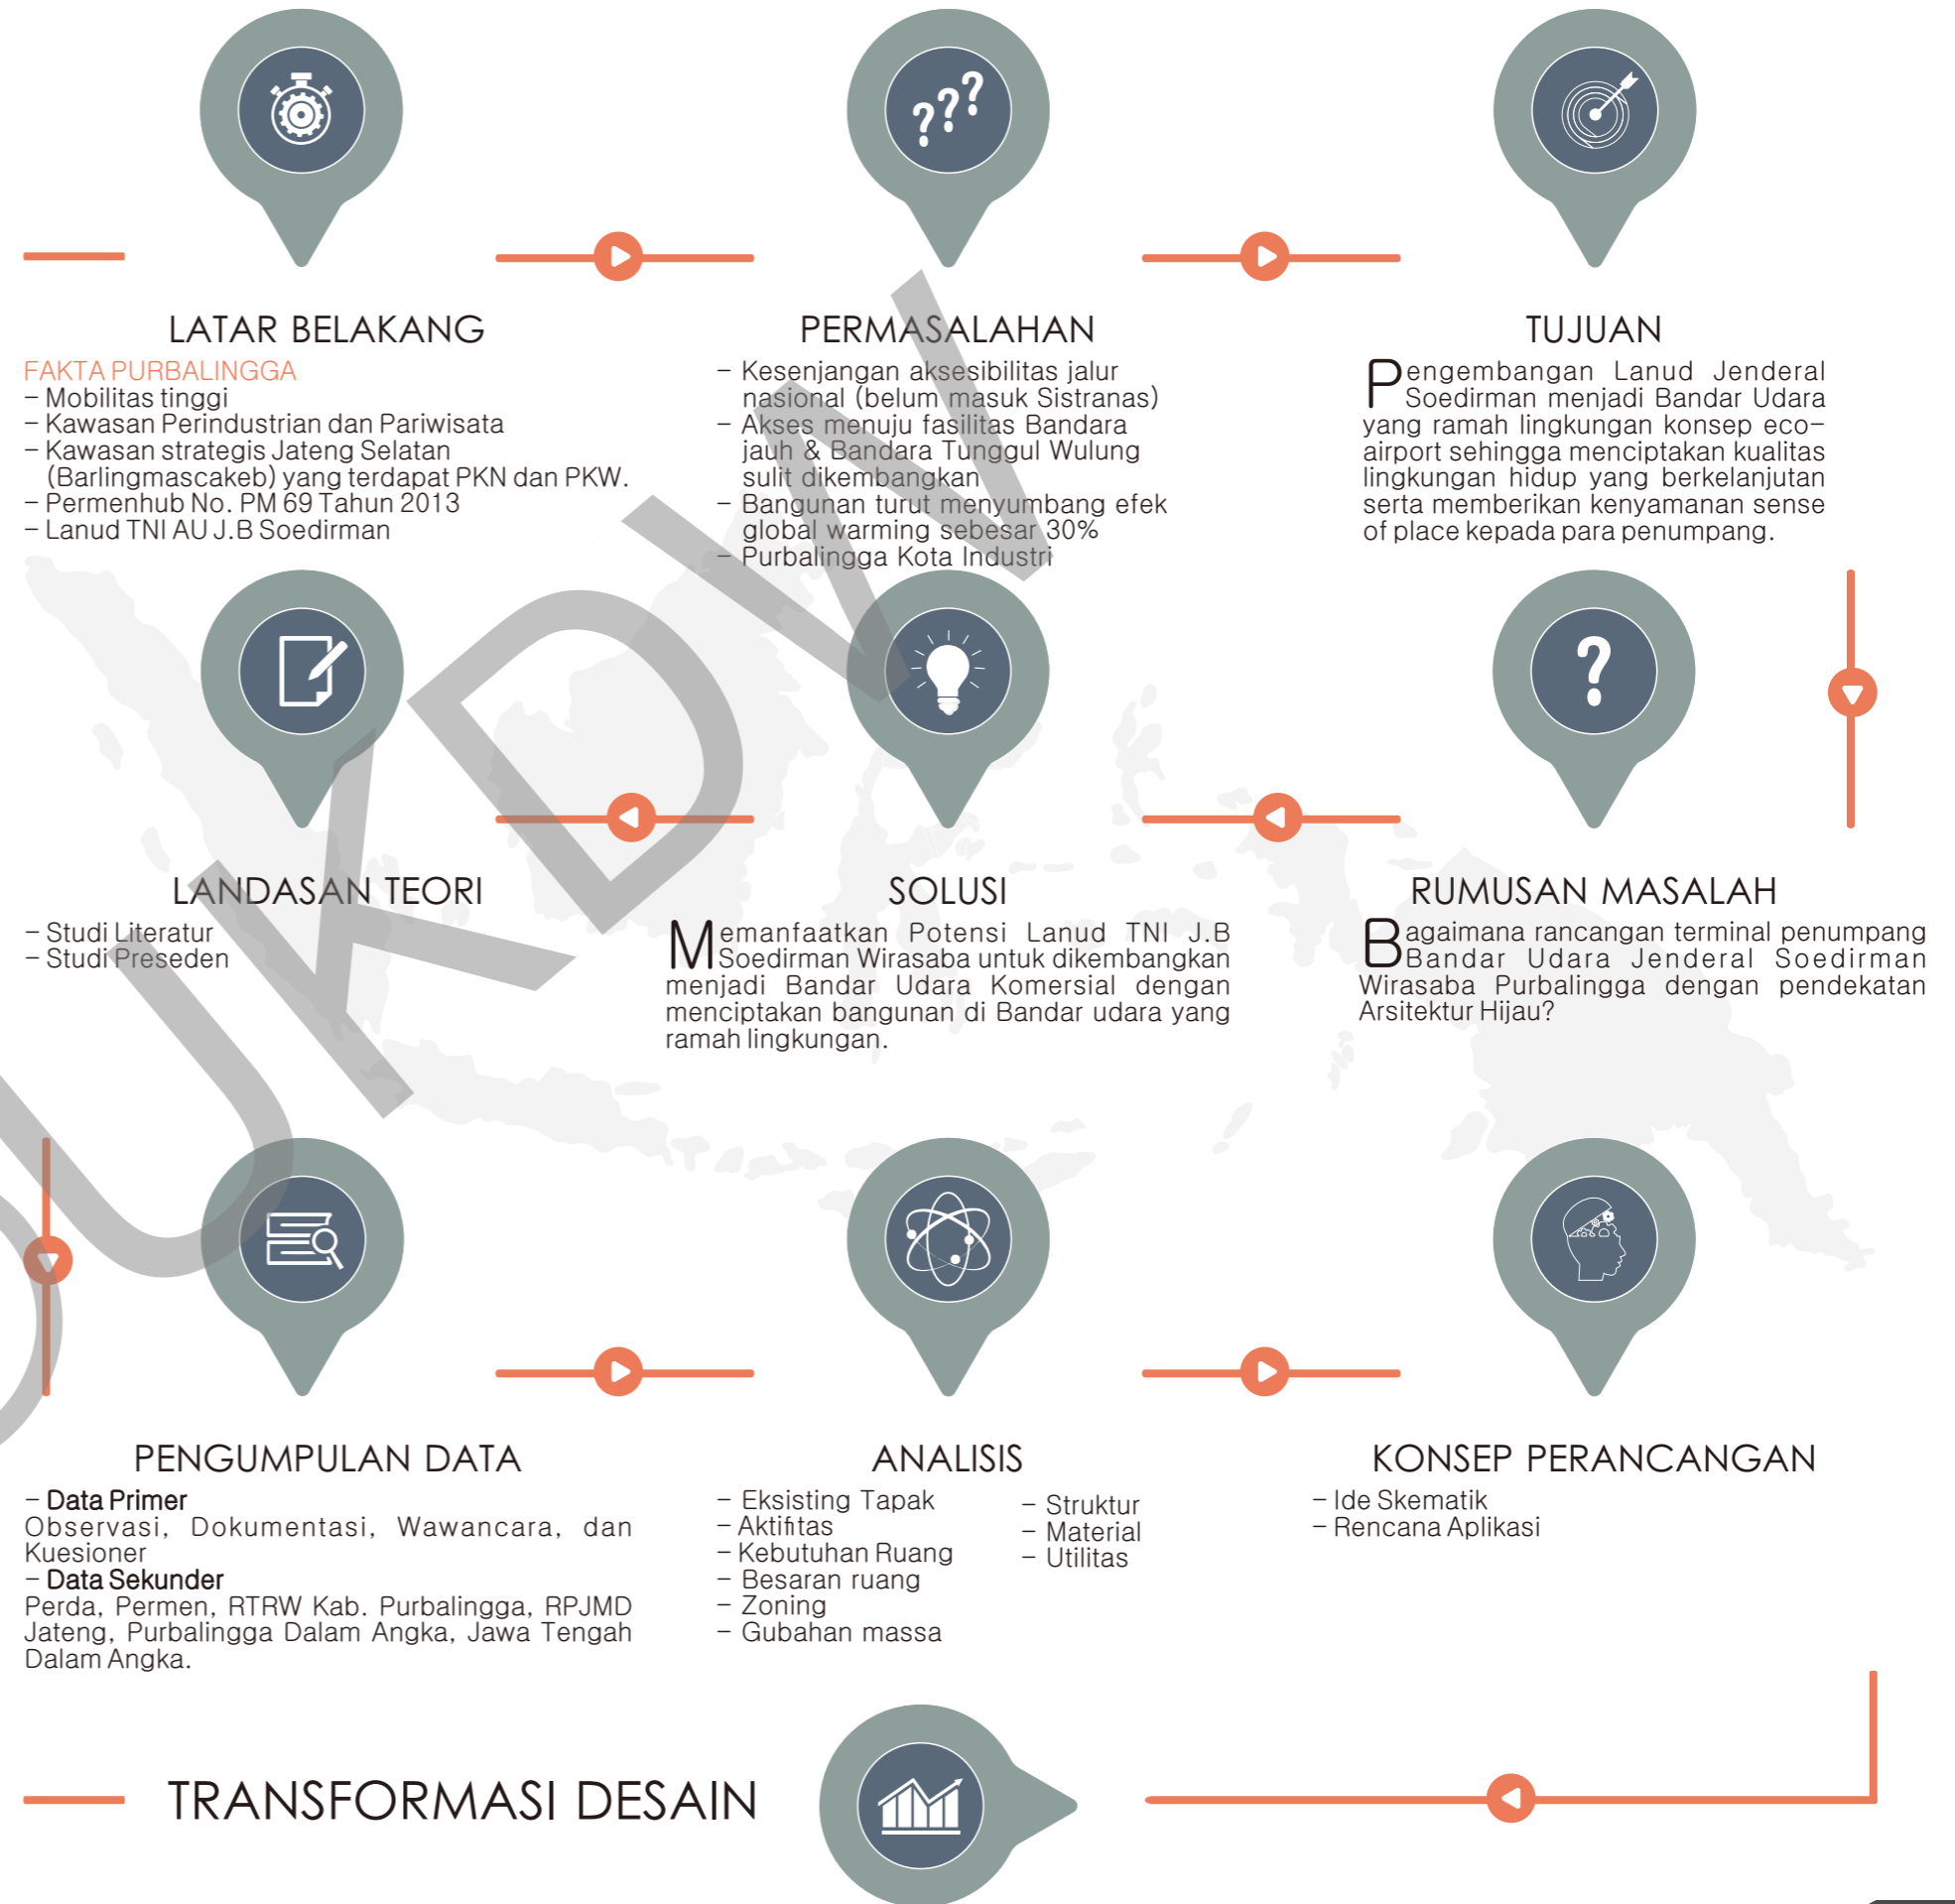 LATAR BELAKANG
FAKTA PURBALINGGA
- Mobilitas tinggi
- Kawasan Perindustrian dan Pariwisata
- Kawasan strategis Jateng Selatan
(Barlingmascakeb) yang terdapat PKN dan PKW.
- Permenhub No. PM 69 Tahun 2013
- Lanud TNI AU J.B Soedirman
???
PERMASALAHAN
- Kesenjangan aksesibilitas jalur
nasional (belum masuk Sistranas)
- Akses menuju fasilitas Bandara
jauh & Bandara Tunggul Wulung
sulit dikembangkan
- Bangunan turut menyumbang efek
global warming sebesar 30%
- Purbalingga Kota Industri
TUJUAN
Pengembangan Lanud Jenderal
Soedirman menjadi Bandar Udara
yang ramah lingkungan konsep eco-
airport sehingga menciptakan kualitas
lingkungan hidup yang berkelanjutan
serta memberikan kenyamanan sense
of place kepada para penumpang.
?
RUMUSAN MASALAH
Bagaimana rancangan terminal penumpang
Bandar Udara Jenderal Soedirman
Wirasaba Purbalingga dengan pendekatan
Arsitektur Hijau?
SOLUSI
Memanfaatkan Potensi Lanud TNI J.B
Soedirman Wirasaba untuk dikembangkan
menjadi Bandar Udara Komersial dengan
menciptakan bangunan di Bandar udara yang
ramah lingkungan.
LANDASAN TEORI
- Studi Literatur
- Studi Preseden
PENGUMPULAN DATA
- Data Primer
Observasi, Dokumentasi, Wawancara, dan
Kuesioner
- Data Sekunder
Perda, Permen, RTRW Kab. Purbalingga, RPJMD
Jateng, Purbalingga Dalam Angka, Jawa Tengah
Dalam Angka.
ANALISIS
- Eksisting Tapak
- Aktifitas
- Kebutuhan Ruang
- Besaran ruang
- Zoning
- Gubahan massa
- Struktur
- Material
- Utilitas
KONSEP PERANCANGAN
- Ide Skematik
- Rencana Aplikasi
TRANSFORMASI DESAIN
UKDW